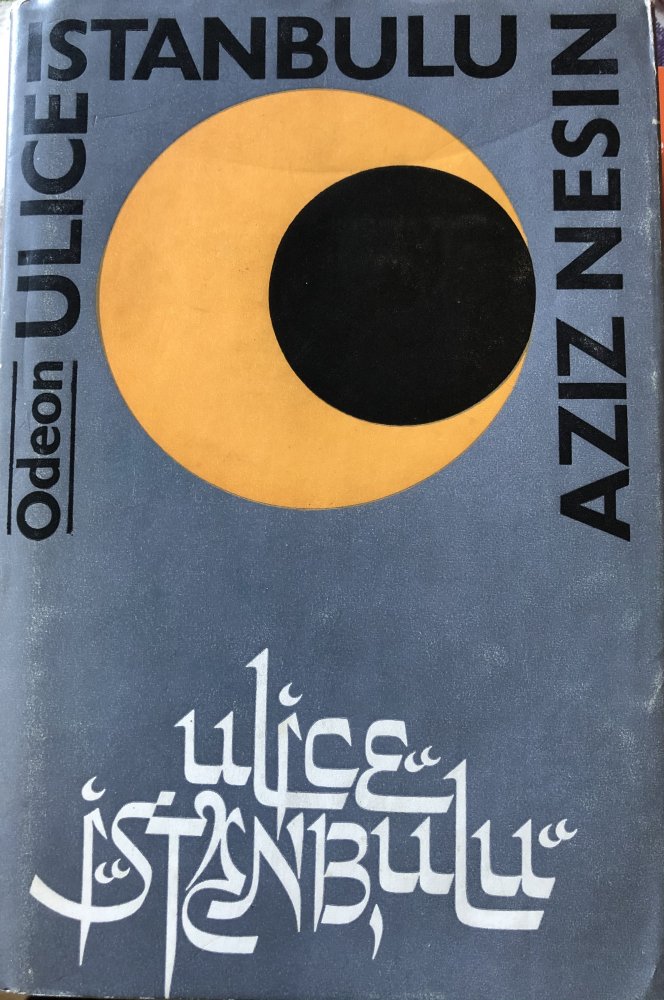 Odeon ULICE ISTANBULU AZIZ NESIN
ulice
istanbulu